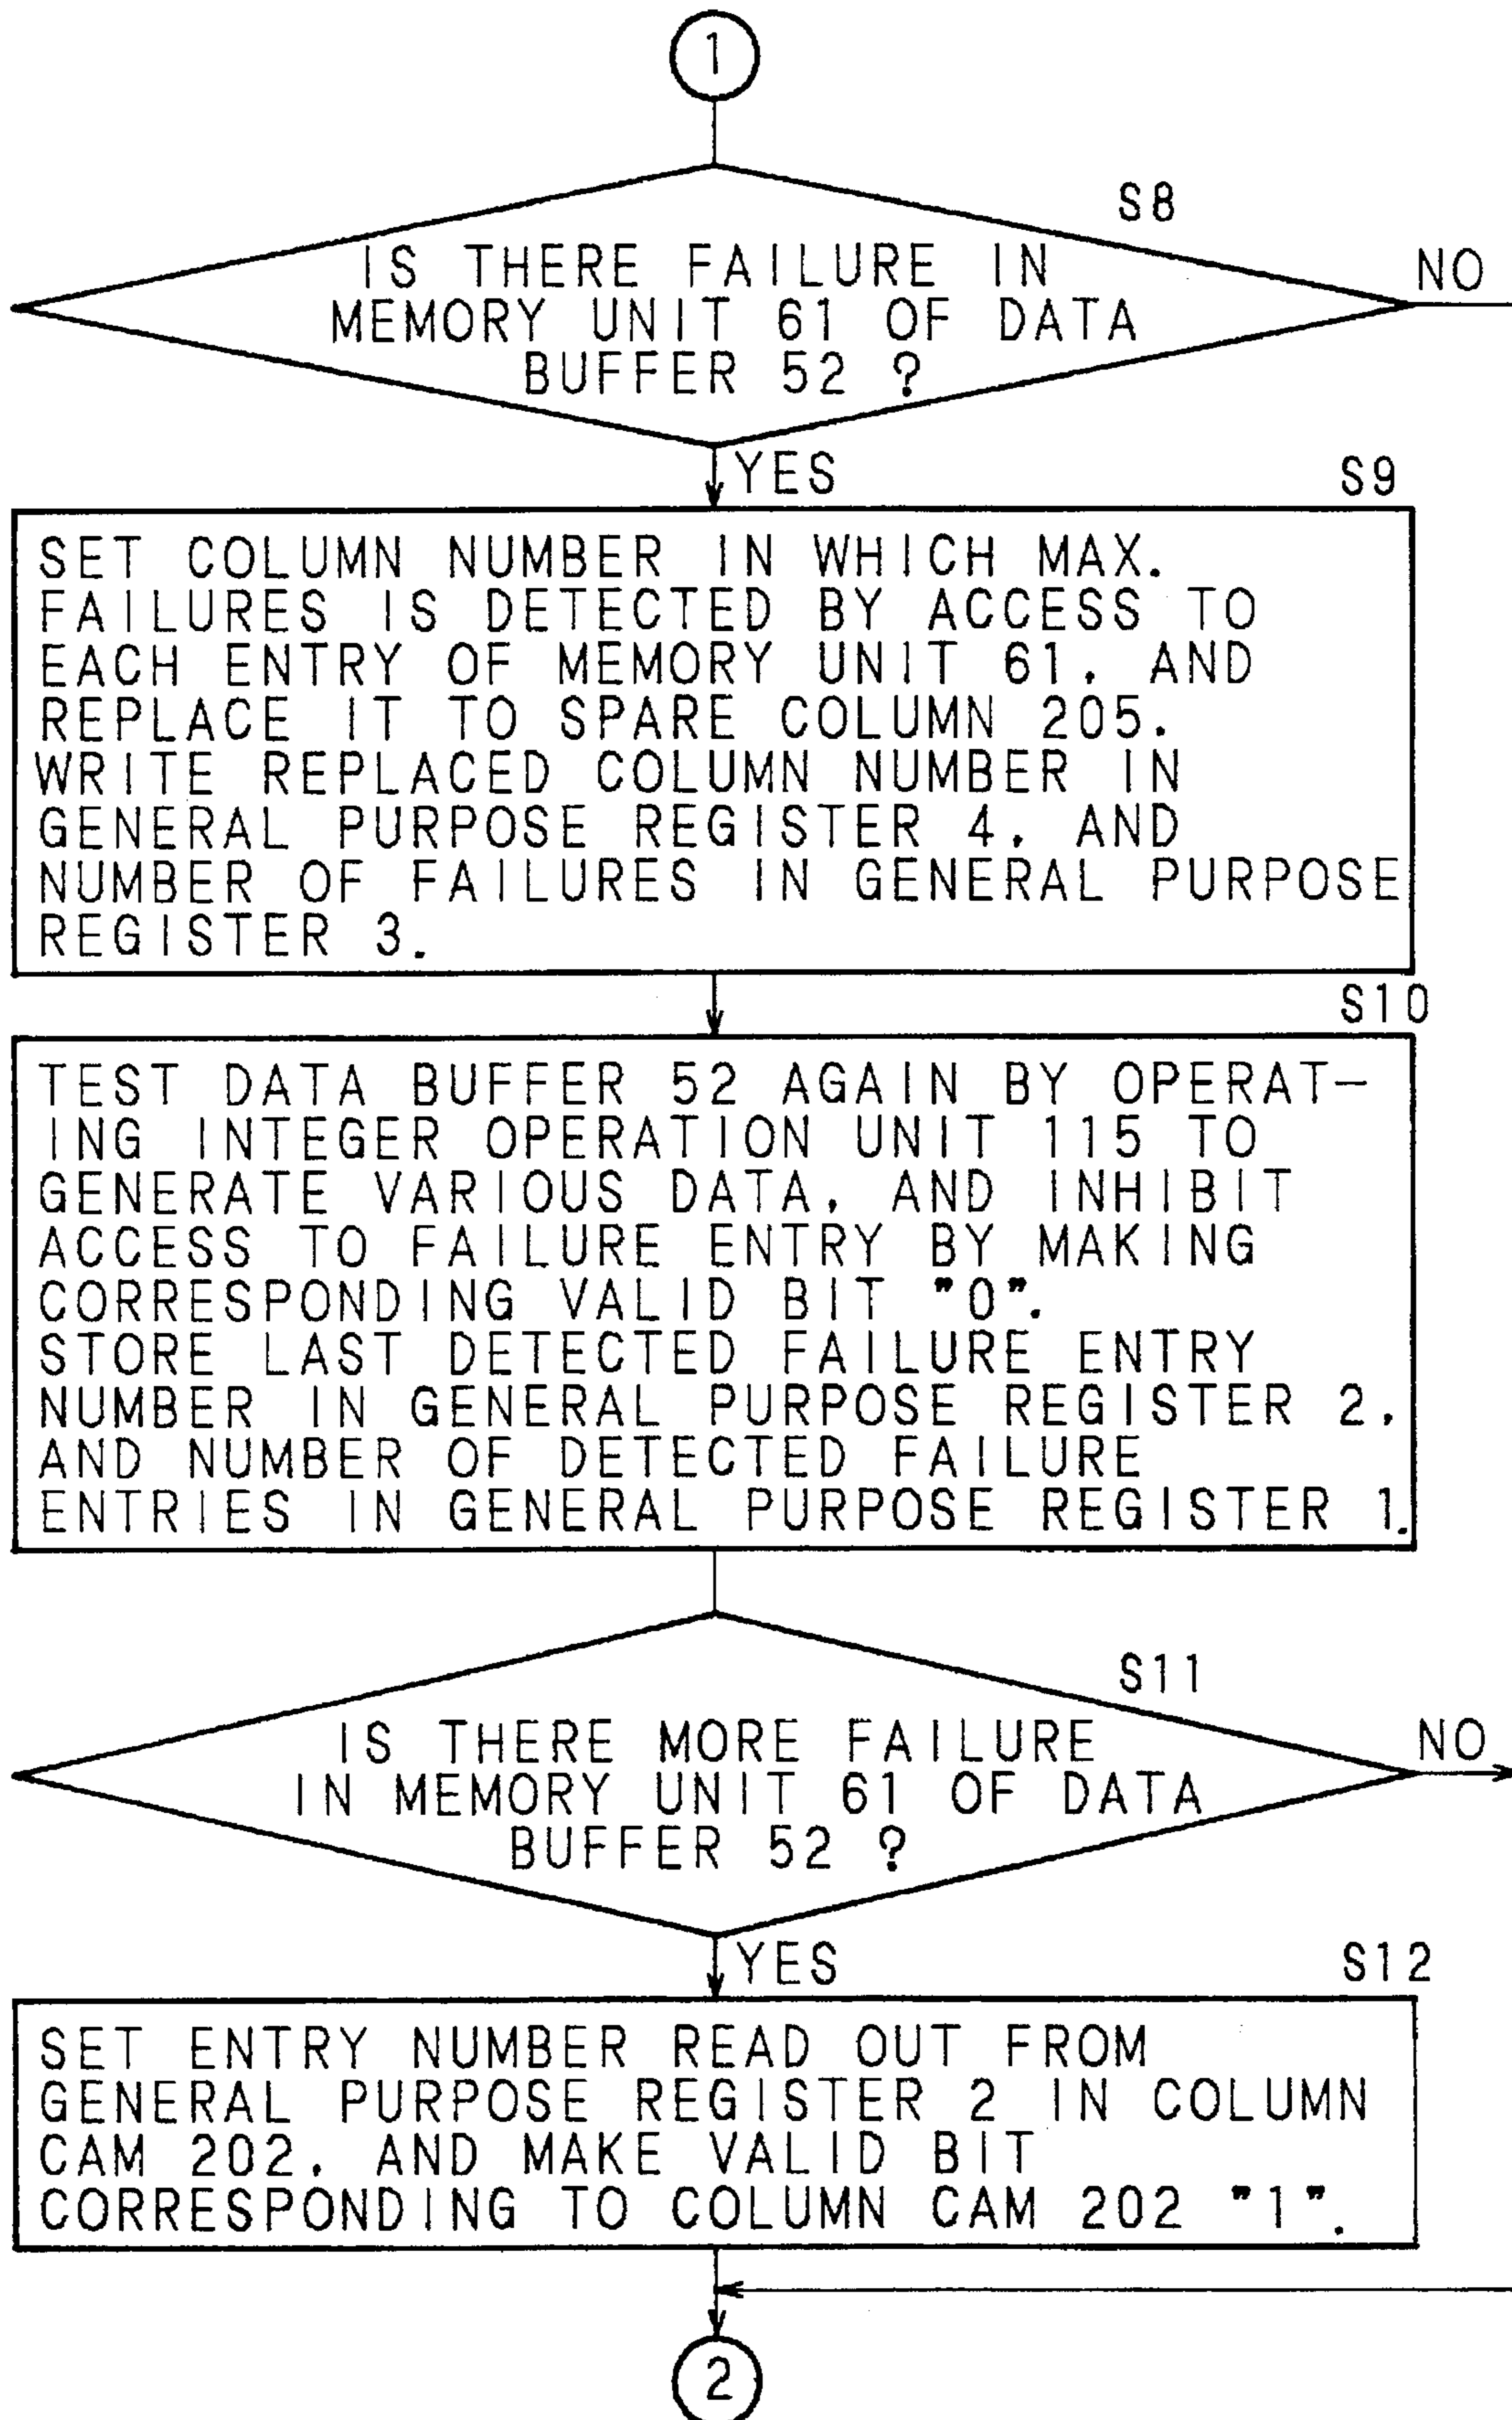 1
S8
IS THERE FAILURE IN
MEMORY UNIT 61 OF DATA
BUFFER 52 ?
NO
YES
S9
SET COLUMN NUMBER IN WHICH MAX.
FAILURES IS DETECTED BY ACCESS TO
EACH ENTRY OF MEMORY UNIT 61, AND
REPLACE IT TO SPARE COLUMN 205.
WRITE REPLACED COLUMN NUMBER IN
GENERAL PURPOSE REGISTER 4, AND
NUMBER OF FAILURES IN GENERAL PURPOSE
REGISTER 3.
S10
TEST DATA BUFFER 52 AGAIN BY OPERAT-
ING INTEGER OPERATION UNIT 115 TO
GENERATE VARIOUS DATA, AND INHIBIT
ACCESS TO FAILURE ENTRY BY MAKING
CORRESPONDING VALID BIT "0".
STORE LAST DETECTED FAILURE ENTRY
NUMBER IN GENERAL PURPOSE REGISTER 2,
AND NUMBER OF DETECTED FAILURE
ENTRIES IN GENERAL PURPOSE REGISTER 1.
S11
IS THERE MORE FAILURE
IN MEMORY UNIT 61 OF DATA
BUFFER 52 ?
NO
YES
S12
SET ENTRY NUMBER READ OUT FROM
GENERAL PURPOSE REGISTER 2 IN COLUMN
CAM 202, AND MAKE VALID BIT
CORRESPONDING TO COLUMN CAM 202 "1".
2